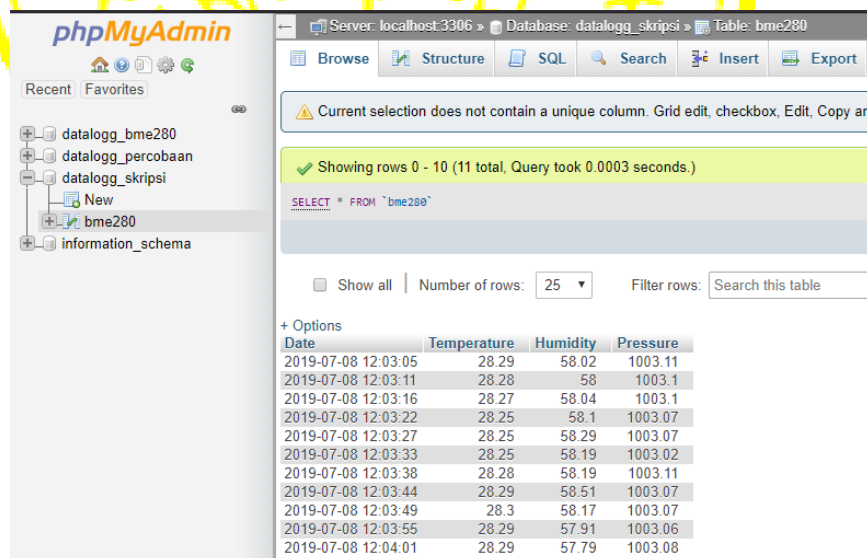 phpMyAdmin
Recent Favorites
datalogg_bme280
datalogg_percobaan
datalogg_skripsi
New
bme280
information_schema
Server: localhost:3306 » Database: datalogg_skripsi » Table: bme280
Browse Structure SQL Search Insert Export
Current selection does not contain a unique column. Grid edit, checkbox, Edit, Copy
Showing rows 0 - 10 (11 total, Query took 0.0003 seconds.)
SELECT * FROM `bme280`
Show all Number of rows: 25 Filter rows: Search this table
+ Options
Date Temperature Humidity Pressure
2019-07-08 12:03:05 28.29 58.02 1003.11
2019-07-08 12:03:11 28.28 58 1003.1
2019-07-08 12:03:16 28.27 58.04 1003.1
2019-07-08 12:03:22 28.25 58.1 1003.07
2019-07-08 12:03:27 28.25 58.29 1003.07
2019-07-08 12:03:33 28.25 58.19 1003.02
2019-07-08 12:03:38 28.28 58.19 1003.11
2019-07-08 12:03:44 28.29 58.51 1003.07
2019-07-08 12:03:49 28.3 58.17 1003.07
2019-07-08 12:03:55 28.29 57.91 1003.06
2019-07-08 12:04:01 28.29 57.79 1003.08